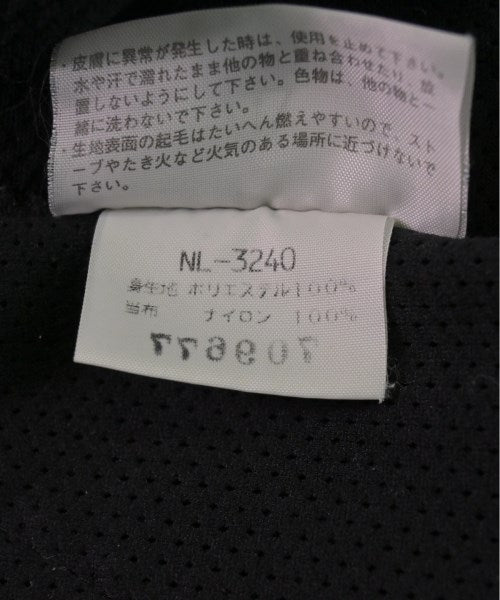 ・皮膚に異常が発生した時は、使用を止めて下さい。
水や汗で濡れたまま他の物と重ね合わせたり、放
置しないようにして下さい。色物は、他の物と一
緒に洗わないで下さい。
・生地表面の起毛はたいへん燃えやすいので、スト
ーブやたき火など火気のある場所に近づけないで
下さい。
NL-3240
身生地 ポリエステル100%
当布 ナイロン 100%
779607